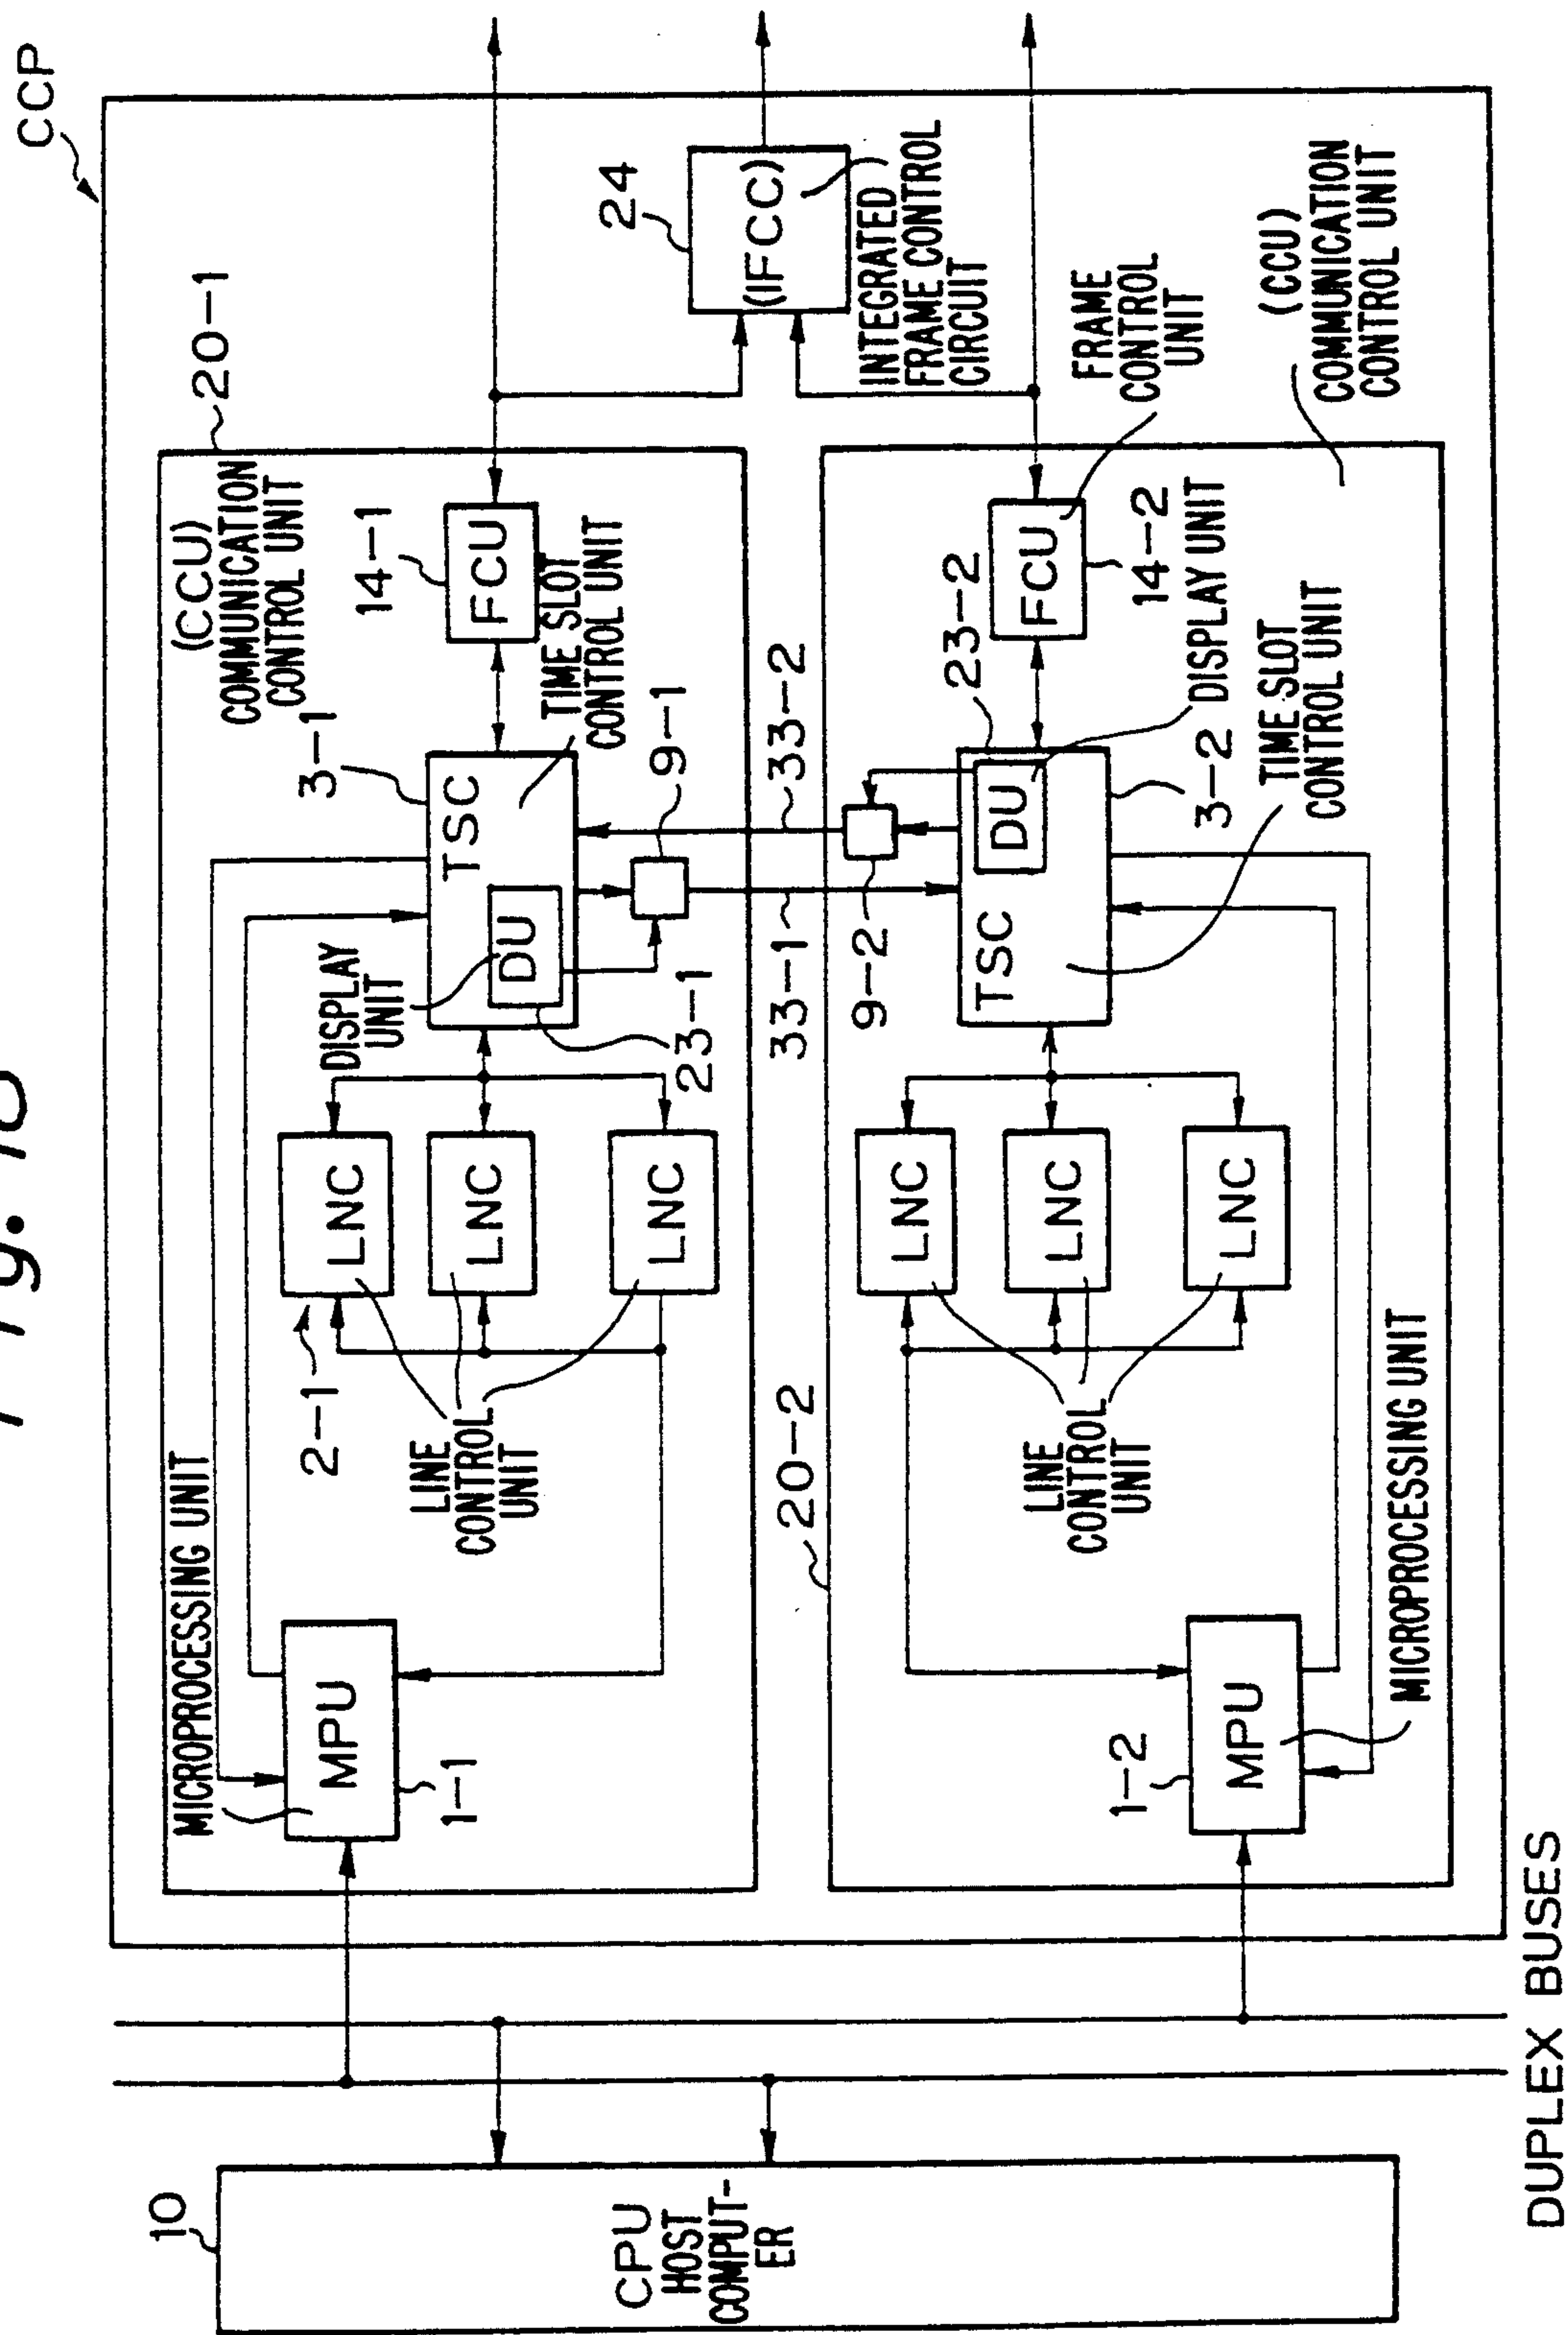 CCP
20-1
(CCU)
COMMUNICATION
CONTROL UNIT
24
(IFCC)
INTEGRATED
FRAME CONTROL
CIRCUIT
14-1
FCU
TIME SLOT
CONTROL UNIT
3-1
TSC
DU
DISPLAY
UNIT
23-1
9-1
33-2
33-1
LNC
LNC
LNC
2-1
LINE
CONTROL
UNIT
MICROPROCESSING UNIT
MPU
1-1
20-2
FRAME
CONTROL
UNIT
(CCU)
COMMUNICATION
CONTROL UNIT
FCU
14-2
23-2
DISPLAY UNIT
DU
TSC
3-2
TIME SLOT
CONTROL UNIT
9-2
LNC
LNC
LNC
LINE
CONTROL
UNIT
MPU
1-2
MICROPROCESSING UNIT
DUPLEX BUSES
10
CPU
HOST
COMPUT-
ER